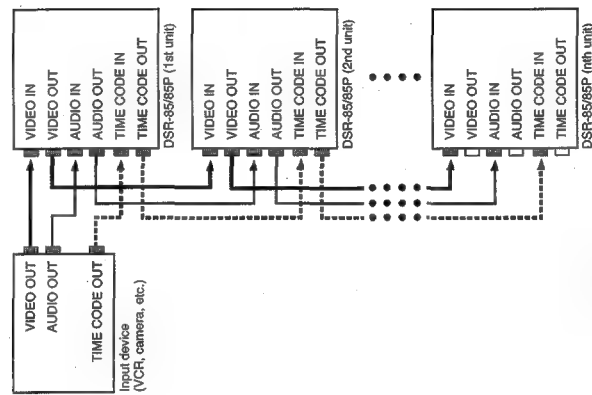 VIDEO OUT
AUDIO OUT
TIME CODE OUT
Input device
(VCR, camera, etc.)
VIDEO IN
VIDEO OUT
AUDIO IN
AUDIO OUT
TIME CODE IN
TIME CODE OUT
DSR-85/85P (1st unit)
VIDEO IN
VIDEO OUT
AUDIO IN
AUDIO OUT
TIME CODE IN
TIME CODE OUT
DSR-85/85P (2nd unit)
VIDEO IN
VIDEO OUT
AUDIO IN
AUDIO OUT
TIME CODE IN
TIME CODE OUT
DSR-85/85P (nth unit)